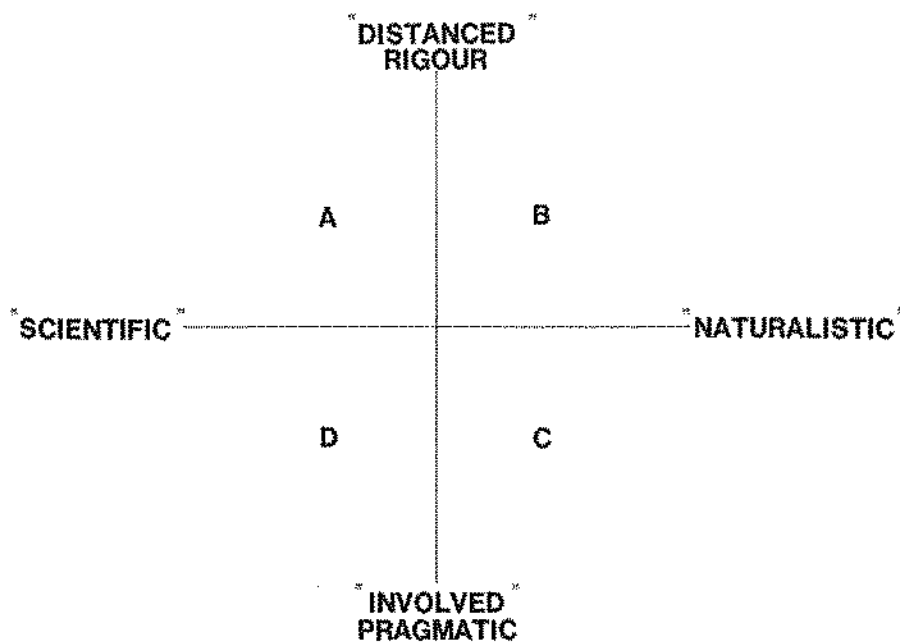 "DISTANCED "
RIGOUR
A
B
"SCIENTIFIC"
"NATURALISTIC"
D
C
"INVOLVED"
PRAGMATIC